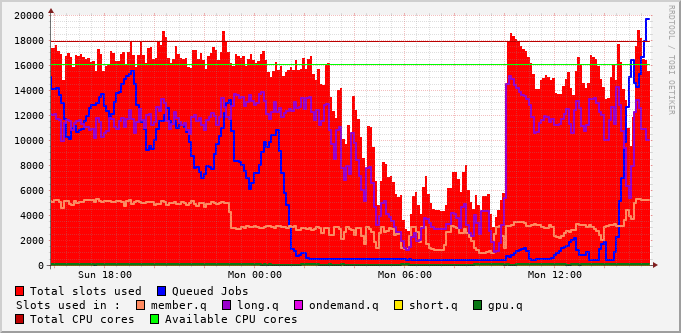 20000
18000
16000
14000
12000
10000
8000
6000
4000
2000
0
Sun 18:00 Mon 00:00 Mon 06:00 Mon 12:00
RRDTOOL / TOBI OETIKER
Total slots used Queued Jobs
Slots used in : member.q long.q ondemand.q short.q gpu.q
Total CPU cores Available CPU cores